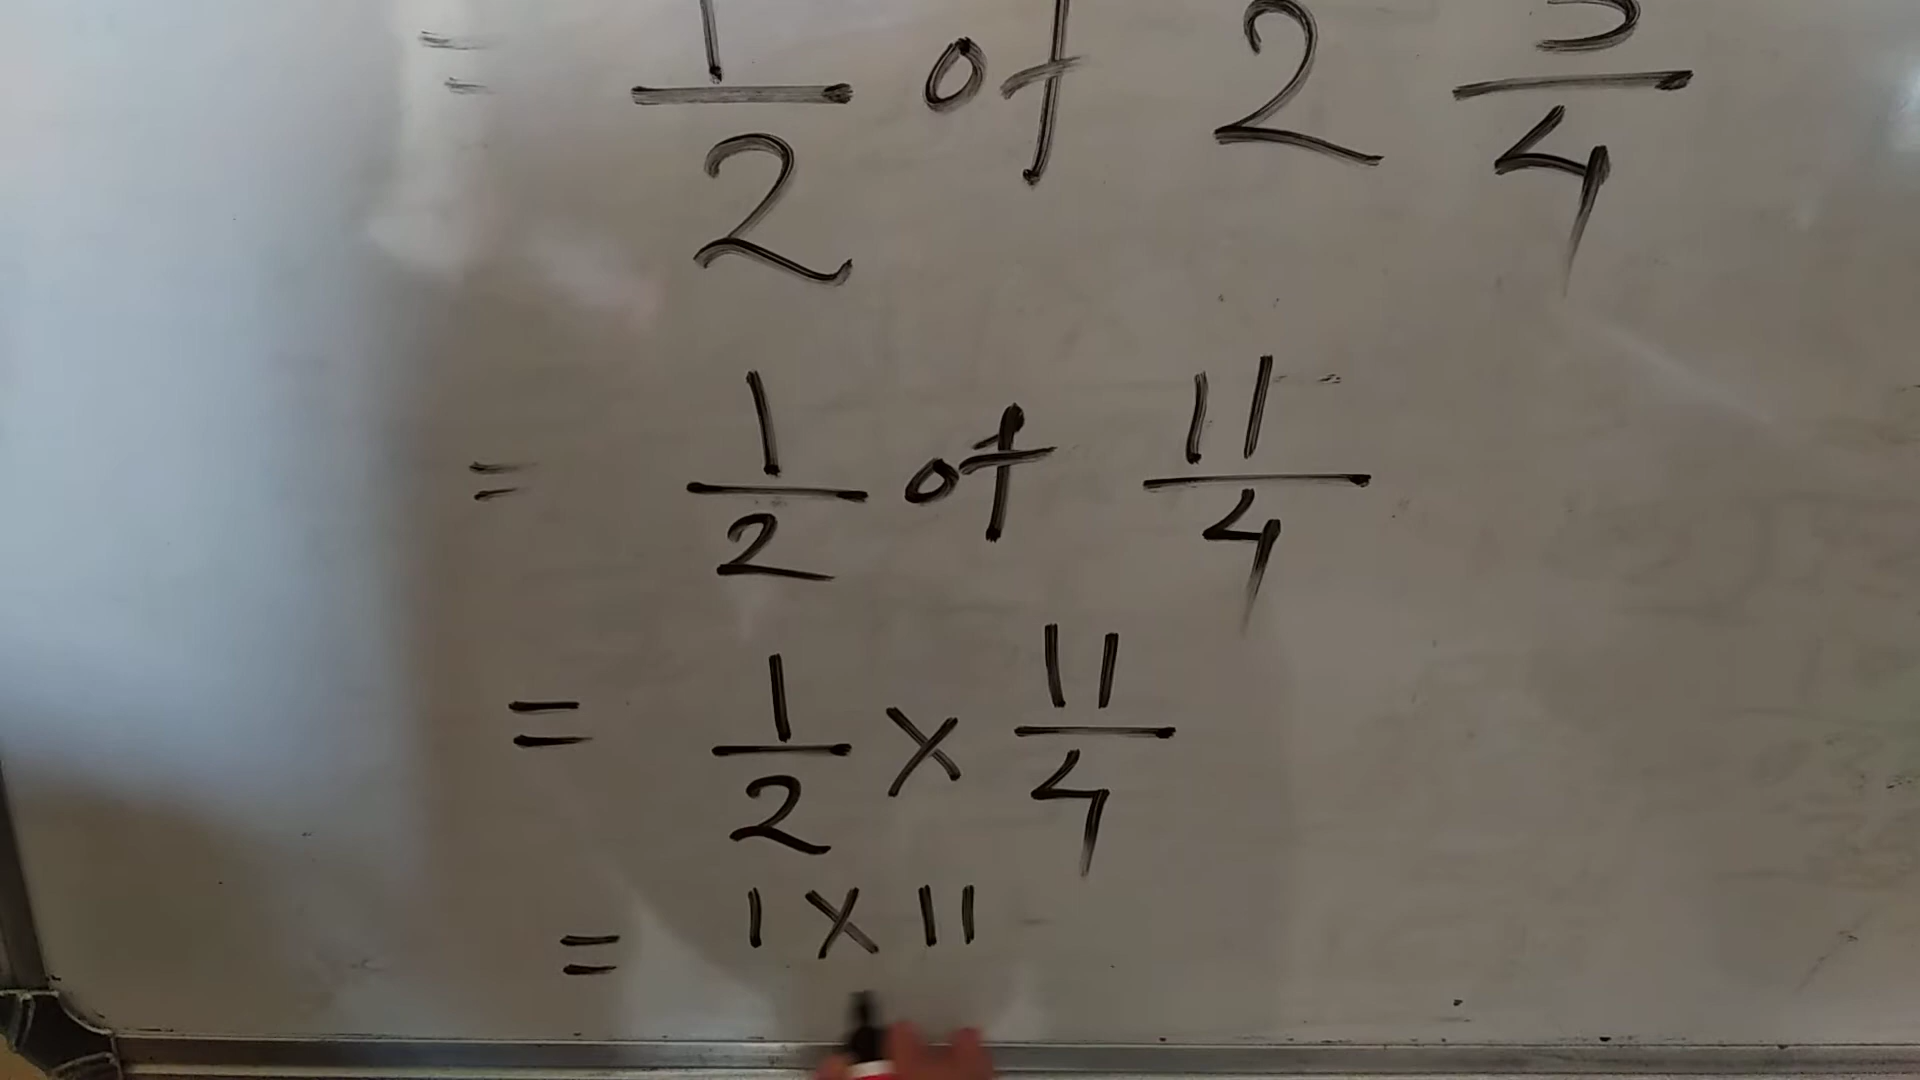 = 1/2 of 2 3/4
= 1/2 of 11/4
= 1/2 × 11/4
= 1 × 11